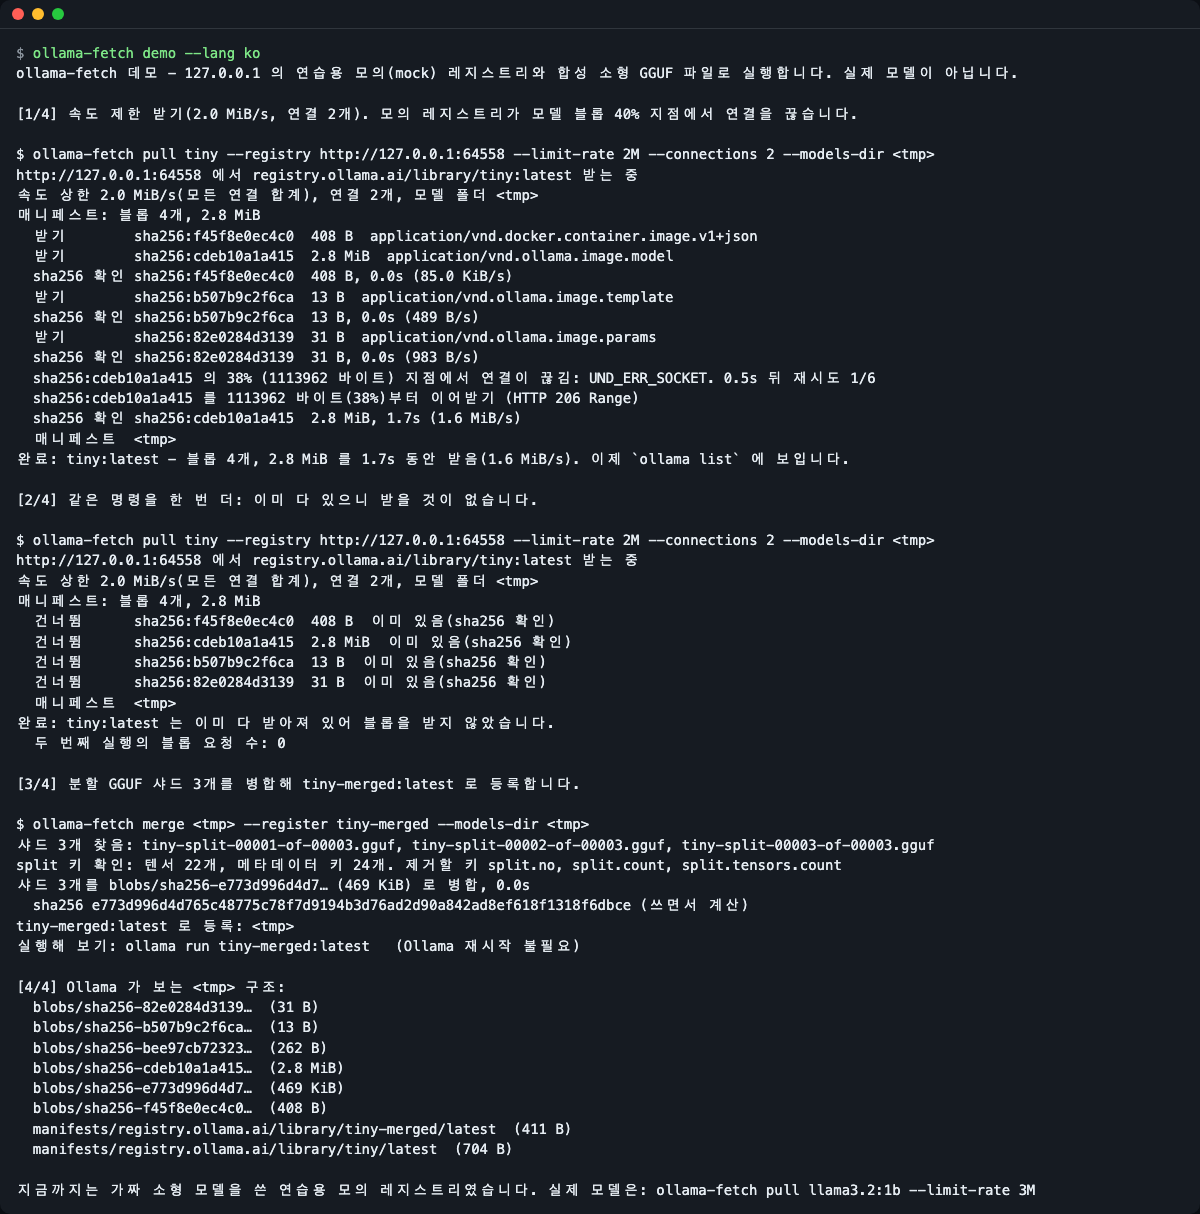 $ ollama-fetch demo --lang ko
ollama-fetch 데모 - 127.0.0.1 의 연습용 모의(mock) 레지스트리와 합성 소형 GGUF 파일로 실행합니다. 실제 모델이 아닙니다.
[1/4] 속도 제한 받기(2.0 MiB/s, 연결 2개). 모의 레지스트리가 모델 블롭 40% 지점에서 연결을 끊습니다.
$ ollama-fetch pull tiny --registry http://127.0.0.1:64558 --limit-rate 2M --connections 2 --models-dir <tmp>
http://127.0.0.1:64558 에서 registry.ollama.ai/library/tiny:latest 받는 중
속도 상한 2.0 MiB/s(모든 연결 합계), 연결 2개, 모델 폴더 <tmp>
매니페스트: 블롭 4개, 2.8 MiB
받기 sha256:f45f8e0ec4c0 408 B application/vnd.docker.container.image.v1+json
받기 sha256:cdeb10a1a415 2.8 MiB application/vnd.ollama.image.model
sha256 확인 sha256:f45f8e0ec4c0 408 B, 0.0s (85.0 KiB/s)
받기 sha256:b507b9c2f6ca 13 B application/vnd.ollama.image.template
sha256 확인 sha256:b507b9c2f6ca 13 B, 0.0s (489 B/s)
받기 sha256:82e0284d3139 31 B application/vnd.ollama.image.params
sha256 확인 sha256:82e0284d3139 31 B, 0.0s (983 B/s)
sha256:cdeb10a1a415 의 38% (1113962 바이트) 지점에서 연결이 끊김: UND_ERR_SOCKET. 0.5s 뒤 재시도 1/6
sha256:cdeb10a1a415 를 1113962 바이트(38%)부터 이어받기 (HTTP 206 Range)
sha256 확인 sha256:cdeb10a1a415 2.8 MiB, 1.7s (1.6 MiB/s)
매니페스트 <tmp>
완료: tiny:latest - 블롭 4개, 2.8 MiB 를 1.7s 동안 받음(1.6 MiB/s). 이제 `ollama list` 에 보입니다.
[2/4] 같은 명령을 한 번 더: 이미 다 있으니 받을 것이 없습니다.
$ ollama-fetch pull tiny --registry http://127.0.0.1:64558 --limit-rate 2M --connections 2 --models-dir <tmp>
http://127.0.0.1:64558 에서 registry.ollama.ai/library/tiny:latest 받는 중
속도 상한 2.0 MiB/s(모든 연결 합계), 연결 2개, 모델 폴더 <tmp>
매니페스트: 블롭 4개, 2.8 MiB
건너뜀 sha256:f45f8e0ec4c0 408 B 이미 있음(sha256 확인)
건너뜀 sha256:cdeb10a1a415 2.8 MiB 이미 있음(sha256 확인)
건너뜀 sha256:b507b9c2f6ca 13 B 이미 있음(sha256 확인)
건너뜀 sha256:82e0284d3139 31 B 이미 있음(sha256 확인)
매니페스트 <tmp>
완료: tiny:latest 는 이미 다 받아져 있어 블롭을 받지 않았습니다.
두 번째 실행의 블롭 요청 수: 0
[3/4] 분할 GGUF 샤드 3개를 병합해 tiny-merged:latest 로 등록합니다.
$ ollama-fetch merge <tmp> --register tiny-merged --models-dir <tmp>
샤드 3개 찾음: tiny-split-00001-of-00003.gguf, tiny-split-00002-of-00003.gguf, tiny-split-00003-of-00003.gguf
split 키 확인: 텐서 22개, 메타데이터 키 24개. 제거할 키 split.no, split.count, split.tensors.count
샤드 3개를 blobs/sha256-e773d996d4d7… (469 KiB) 로 병합, 0.0s
sha256 e773d996d4d765c48775c78f7d9194b3d76ad2d90a842ad8ef618f1318f6dbce (쓰면서 계산)
tiny-merged:latest 로 등록: <tmp>
실행해 보기: ollama run tiny-merged:latest (Ollama 재시작 불필요)
[4/4] Ollama 가 보는 <tmp> 구조:
blobs/sha256-82e0284d3139… (31 B)
blobs/sha256-b507b9c2f6ca… (13 B)
blobs/sha256-bee97cb72323… (262 B)
blobs/sha256-cdeb10a1a415… (2.8 MiB)
blobs/sha256-e773d996d4d7… (469 KiB)
blobs/sha256-f45f8e0ec4c0… (408 B)
manifests/registry.ollama.ai/library/tiny-merged/latest (411 B)
manifests/registry.ollama.ai/library/tiny/latest (704 B)
지금까지는 가짜 소형 모델을 쓴 연습용 모의 레지스트리였습니다. 실제 모델은: ollama-fetch pull llama3.2:1b --limit-rate 3M